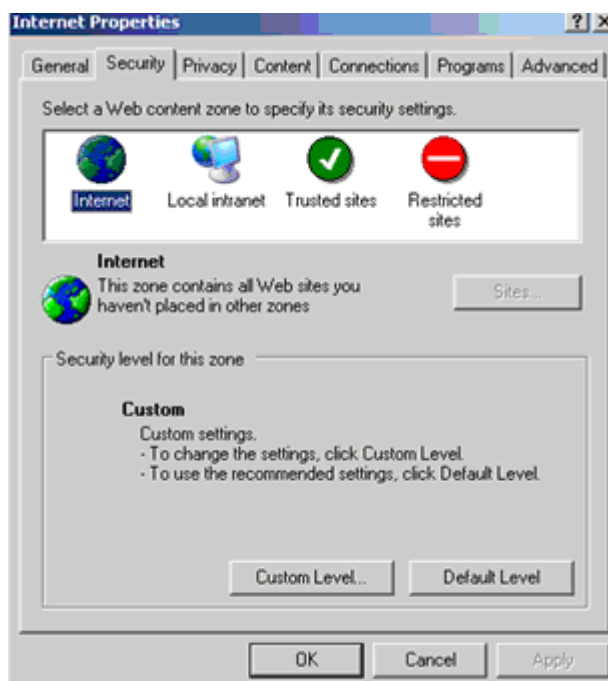 Internet Properties
? X
General Security Privacy Content Connections Programs Advanced
Select a Web content zone to specify its security settings.
Internet Local intranet Trusted sites Restricted sites
Internet
This zone contains all Web sites you
haven't placed in other zones
Sites...
Security level for this zone
Custom
Custom settings.
- To change the settings, click Custom Level.
- To use the recommended settings, click Default Level.
Custom Level... Default Level
OK Cancel Apply